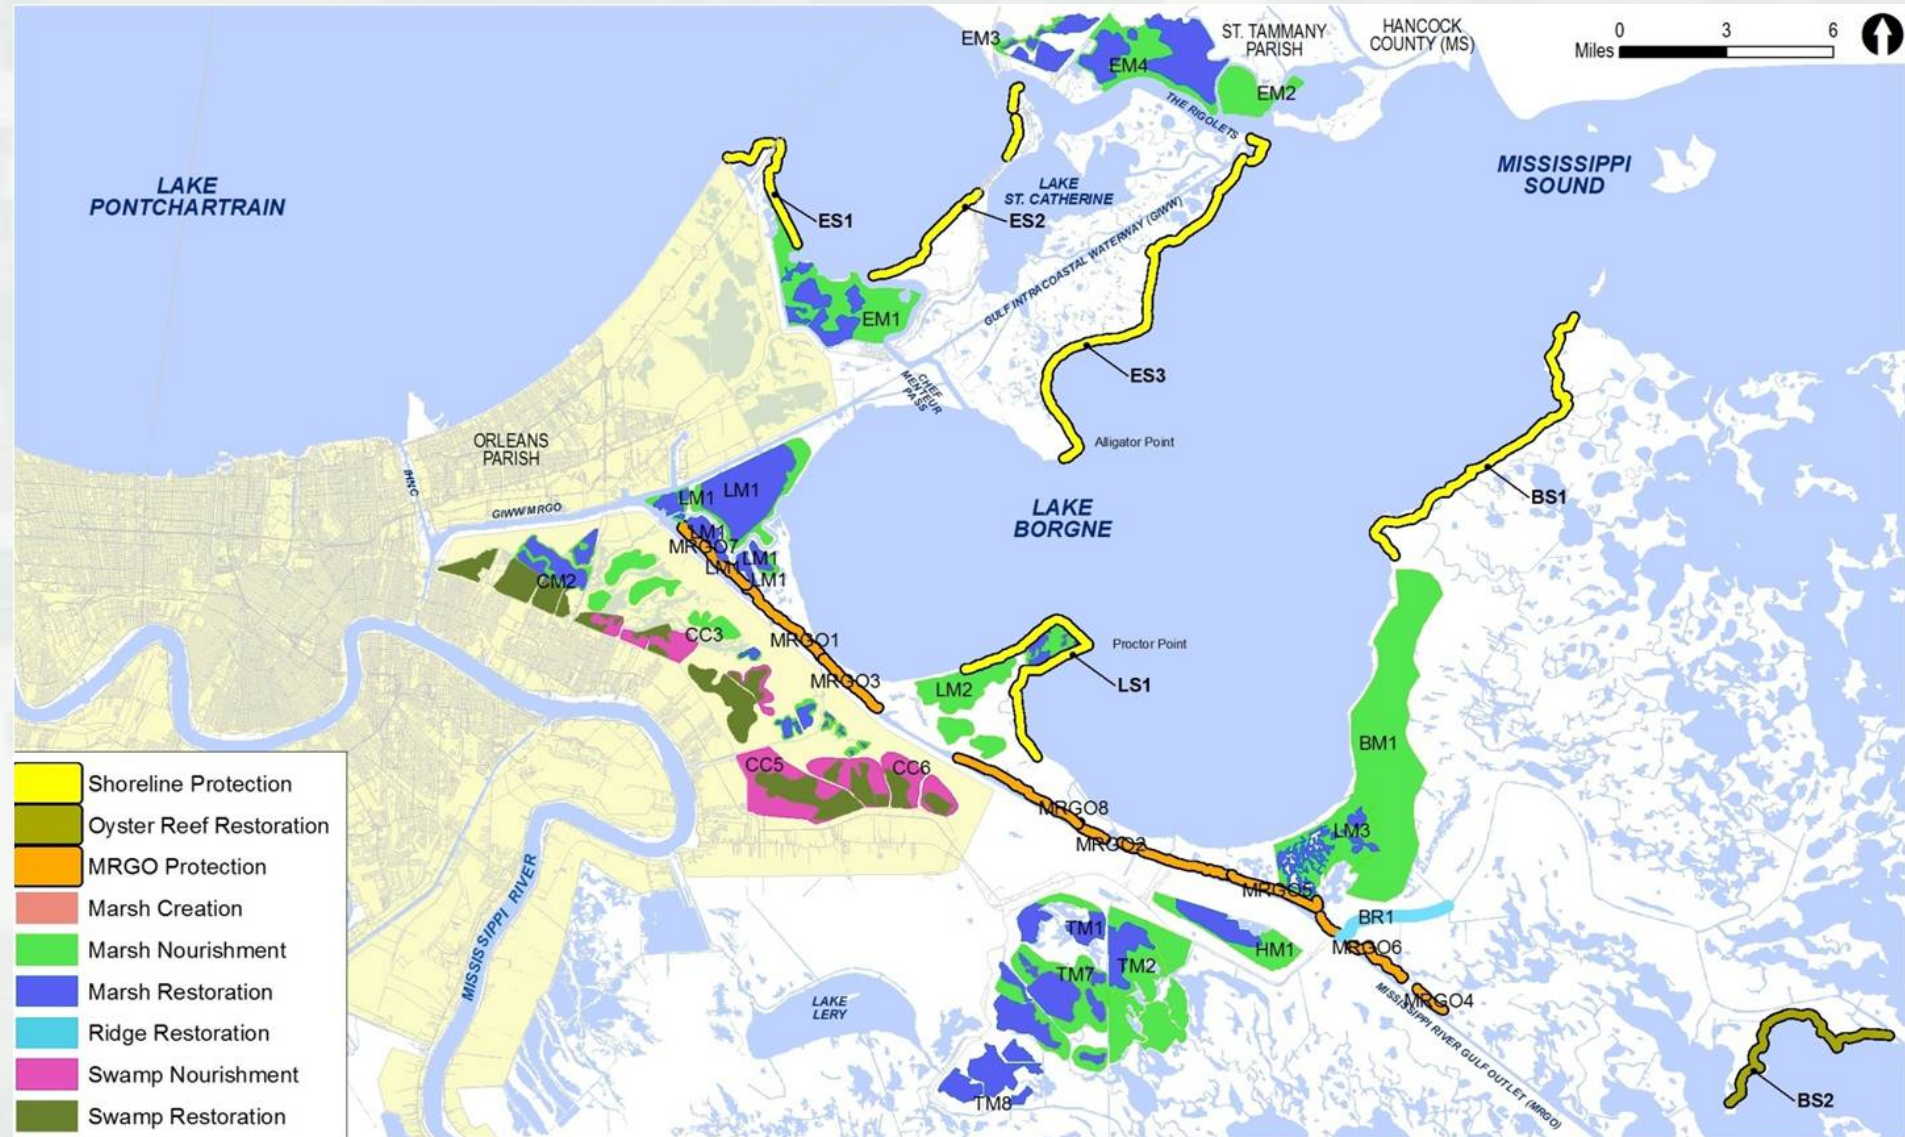 EM3
ST. TAMMANY
PARISH
HANCOCK
COUNTY (MS)
0 3 6
Miles
EM4
EM2
THE RIGOLETS
LAKE
PONTCHARTRAIN
MISSISSIPPI
SOUND
LAKE
ST. CATHERINE
ES1
ES2
GULF INTRACOASTAL WATERWAY (GIWW)
EM1
ES3
CHEF
MENTEUR
PASS
Alligator Point
ORLEANS
PARISH
IHNC
GIWW/MRGO
LM1
LM1
LM1
MRGO7
LM1
LM1
LM1
LAKE
BORGNE
BS1
CM2
CC3
MRGO1
MRGO3
Proctor Point
LM2
LS1
BM1
CC5
CC6
MRGO8
MRGO2
LM3
MRGO5
BR1
MRGO6
MRGO4
MISSISSIPPI RIVER GULF OUTLET (MRGO)
HM1
TM1
TM2
TM7
TM8
LAKE
LERY
MISSISSIPPI RIVER
BS2
Shoreline Protection
Oyster Reef Restoration
MRGO Protection
Marsh Creation
Marsh Nourishment
Marsh Restoration
Ridge Restoration
Swamp Nourishment
Swamp Restoration